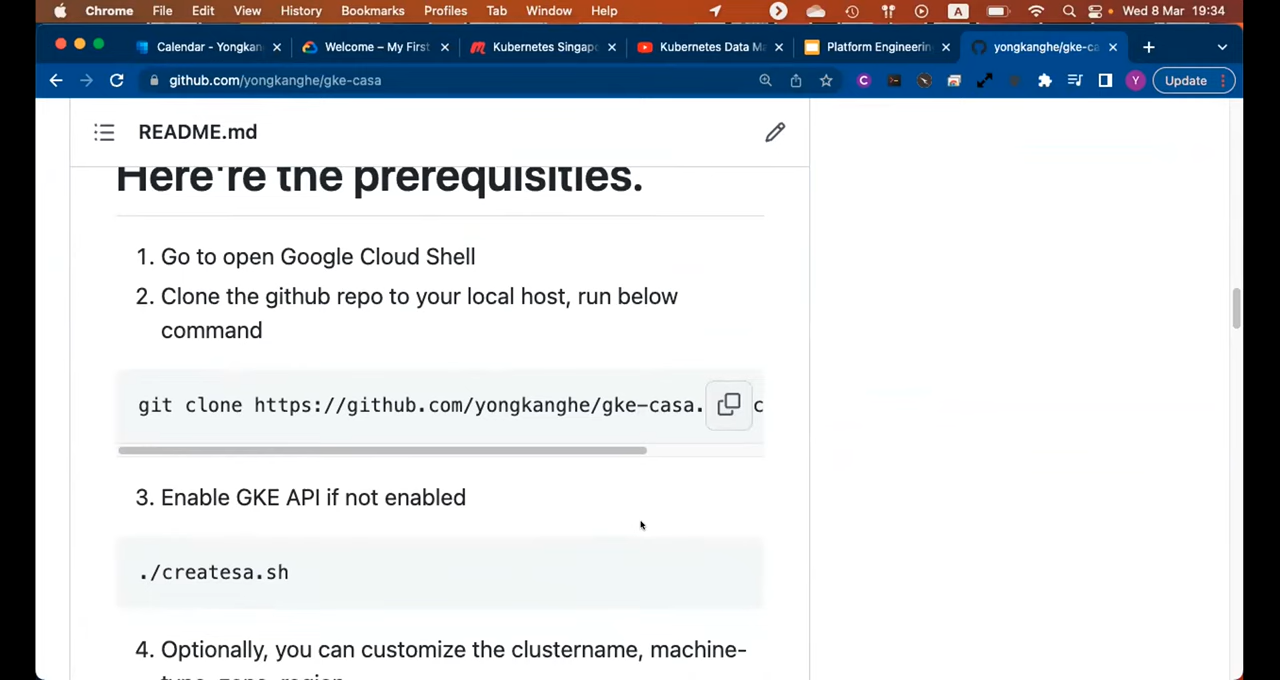 Chrome File Edit View History Bookmarks Profiles Tab Window Help A Wed 8 Mar 19:34
Calendar - Yongkan Welcome – My First Kubernetes Singap Kubernetes Data Ma Platform Engineerin yongkanghe/gke-ca
github.com/yongkanghe/gke-casa C Y Update
README.md
Here're the prerequisities.
1. Go to open Google Cloud Shell
2. Clone the github repo to your local host, run below
command
git clone https://github.com/yongkanghe/gke-casa. c
3. Enable GKE API if not enabled
./createsa.sh
4. Optionally, you can customize the clustername, machine-
type, zone, region